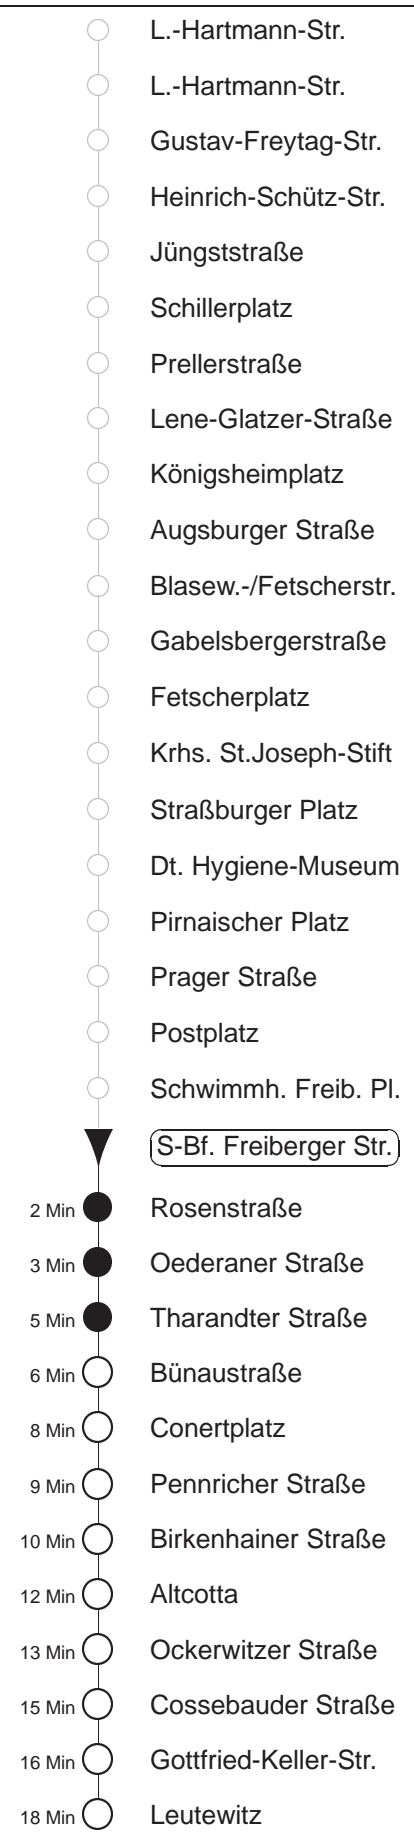 L.-Hartmann-Str.
L.-Hartmann-Str.
Gustav-Freytag-Str.
Heinrich-Schütz-Str.
Jüngststraße
Schillerplatz
Prellerstraße
Lene-Glatzer-Straße
Königsheimplatz
Augsburger Straße
Blasew.-/Fetscherstr.
Gabelsbergerstraße
Fetscherplatz
Krhs. St.Joseph-Stift
Straßburger Platz
Dt. Hygiene-Museum
Pirnaischer Platz
Prager Straße
Postplatz
Schwimmh. Freib. Pl.
S-Bf. Freiberger Str.
2 Min Rosenstraße
3 Min Oederaner Straße
5 Min Tharandter Straße
6 Min Bünaustraße
8 Min Conertplatz
9 Min Pennricher Straße
10 Min Birkenhainer Straße
12 Min Altcotta
13 Min Ockerwitzer Straße
15 Min Cossebauder Straße
16 Min Gottfried-Keller-Str.
18 Min Leutewitz